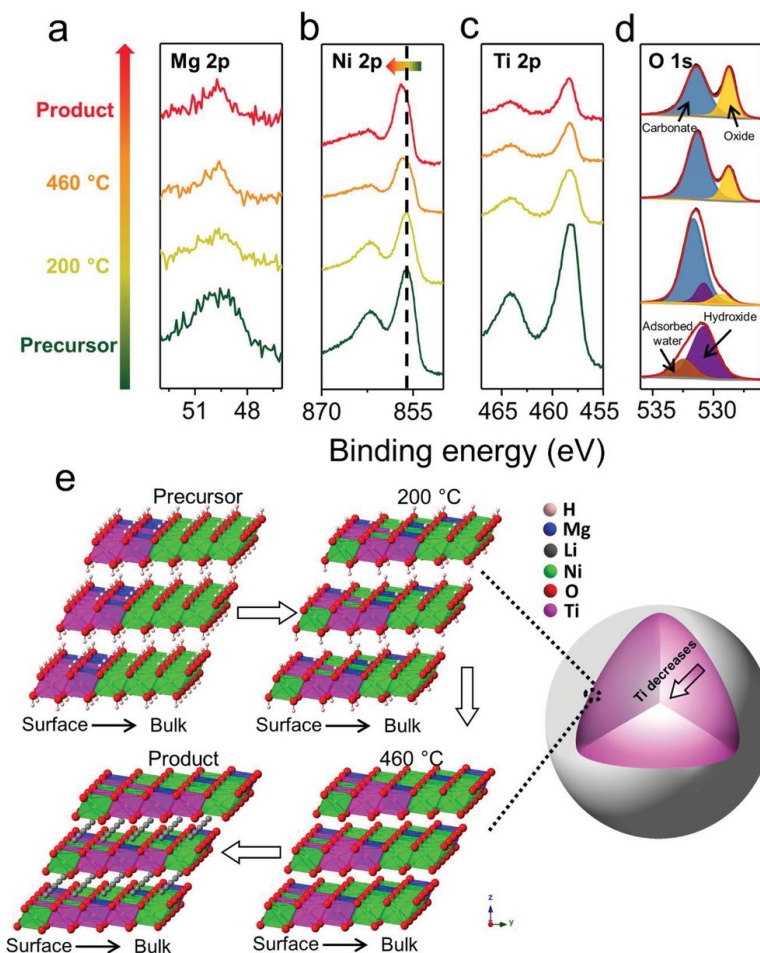 a
b
c
d
Mg 2p
Ni 2p
Ti 2p
O 1s
Product
460 °C
200 °C
Precursor
Carbonate
Oxide
Hydroxide
Adsorbed
water
51
48
870
855
465
460
455
535
530
Binding energy (eV)
e
Precursor
200 °C
H
Mg
Li
Ni
O
Ti
Surface
Bulk
Surface
Bulk
Ti decreases
Product
460 °C
Surface
Bulk
Surface
Bulk
Z
Y